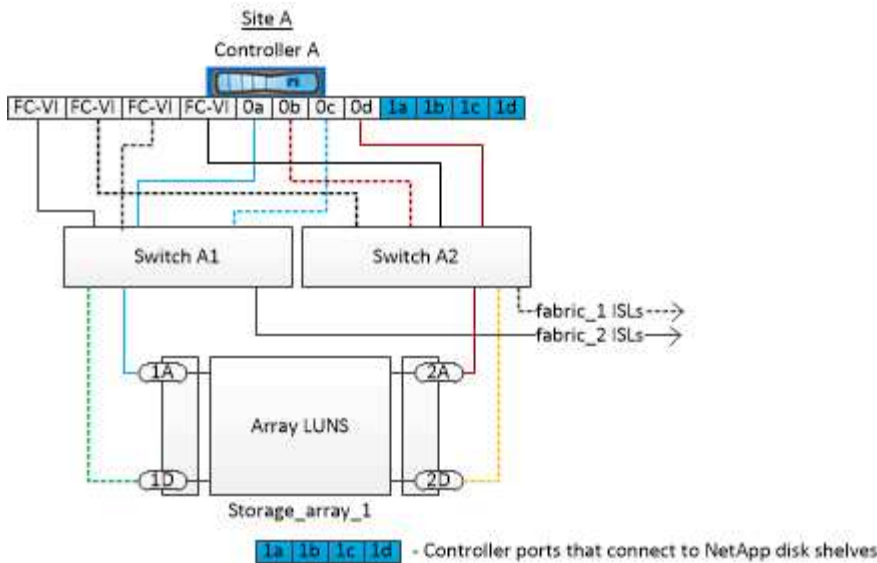 Site A
Controller A
FC-VI FC-VI FC-VI FC-VI 0a 0b 0c 0d 1a 1b 1c 1d
Switch A1
Switch A2
fabric_1 ISLs
fabric_2 ISLs
1A
2A
Array LUNS
1D
2D
Storage_array_1
1a 1b 1c 1d - Controller ports that connect to NetApp disk shelves